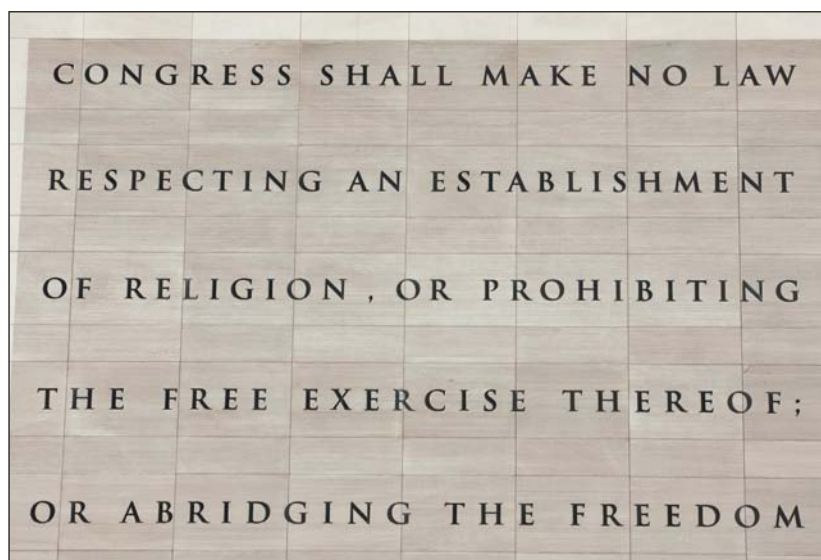 CONGRESS SHALL MAKE NO LAW
RESPECTING AN ESTABLISHMENT
OF RELIGION, OR PROHIBITING
THE FREE EXERCISE THEREOF;
OR ABRIDGING THE FREEDOM